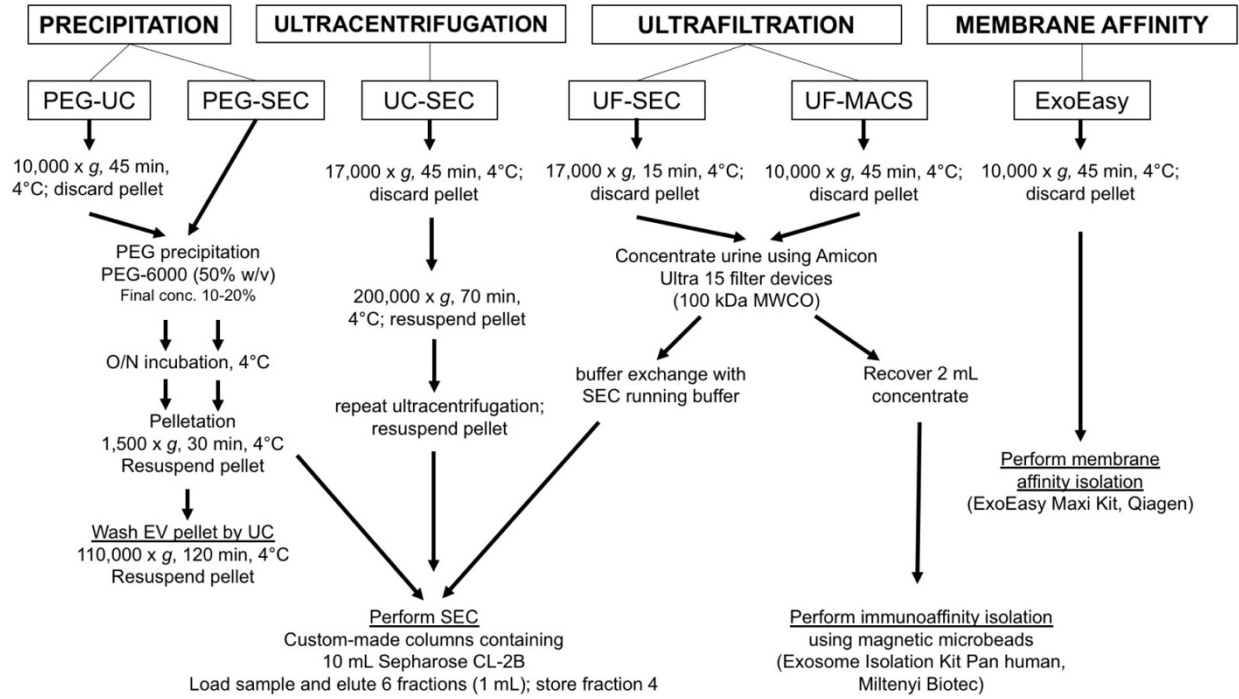 PRECIPITATION
ULTRACENTRIFUGATION
ULTRAFILTRATION
MEMBRANE AFFINITY
PEG-UC
PEG-SEC
UC-SEC
UF-SEC
UF-MACS
ExoEasy
10,000 x g, 45 min,
4°C; discard pellet
17,000 x g, 45 min, 4°C;
discard pellet
17,000 x g, 15 min, 4°C;
discard pellet
10,000 x g, 45 min, 4°C;
discard pellet
10,000 x g, 45 min, 4°C;
discard pellet
PEG precipitation
PEG-6000 (50% w/v)
Final conc. 10-20%
O/N incubation, 4°C
Pelletation
1,500 x g, 30 min, 4°C
Resuspend pellet
Wash EV pellet by UC
110,000 x g, 120 min, 4°C
Resuspend pellet
200,000 x g, 70 min,
4°C; resuspend pellet
repeat ultracentrifugation;
resuspend pellet
Concentrate urine using Amicon
Ultra 15 filter devices
(100 kDa MWCO)
buffer exchange with
SEC running buffer
Recover 2 mL
concentrate
Perform membrane
affinity isolation
(ExoEasy Maxi Kit, Qiagen)
Perform SEC
Custom-made columns containing
10 mL Sepharose CL-2B
Load sample and elute 6 fractions (1 mL); store fraction 4
Perform immunoaffinity isolation
using magnetic microbeads
(Exosome Isolation Kit Pan human,
Miltenyi Biotec)